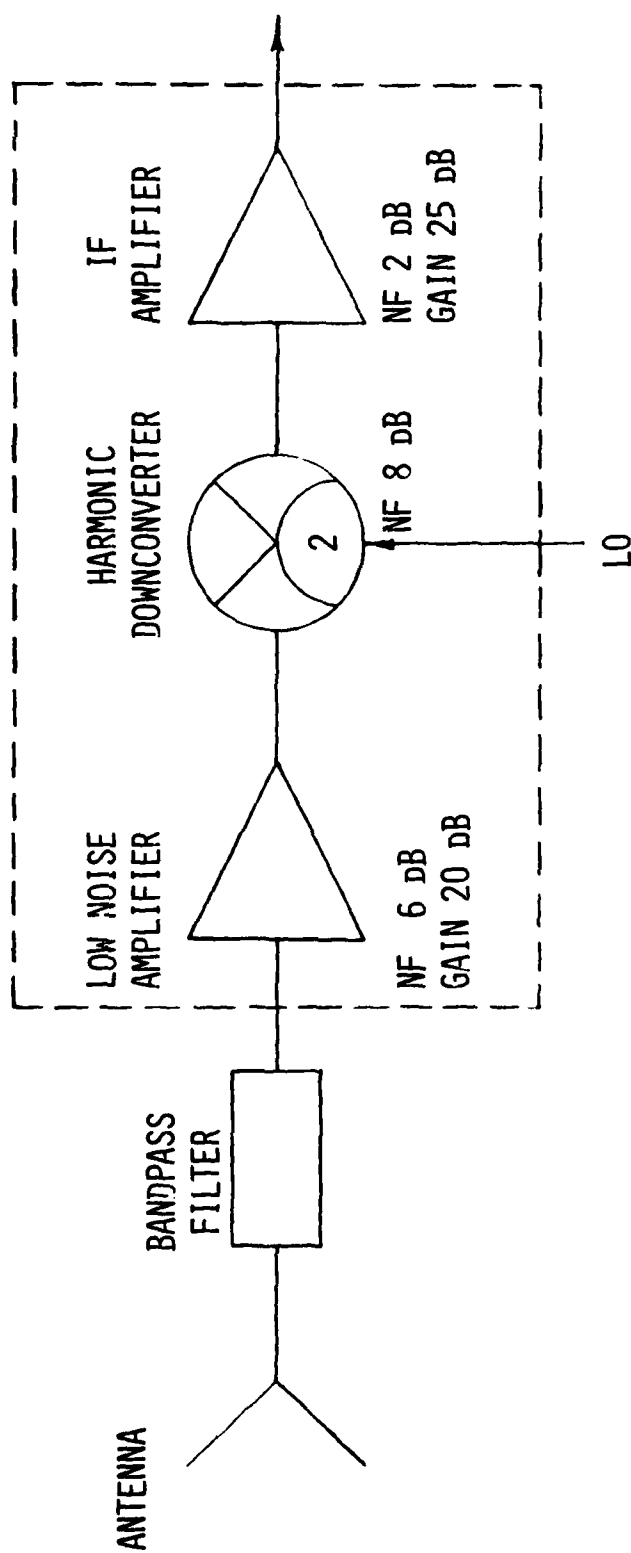 ANTENNA
BANDPASS
FILTER
LOW NOISE
AMPLIFIER
NF 6 DB
GAIN 20 DB
HARMONIC
DOWNCONVERTER
2
NF 8 DB
LO
IF
AMPLIFIER
NF 2 DB
GAIN 25 DB